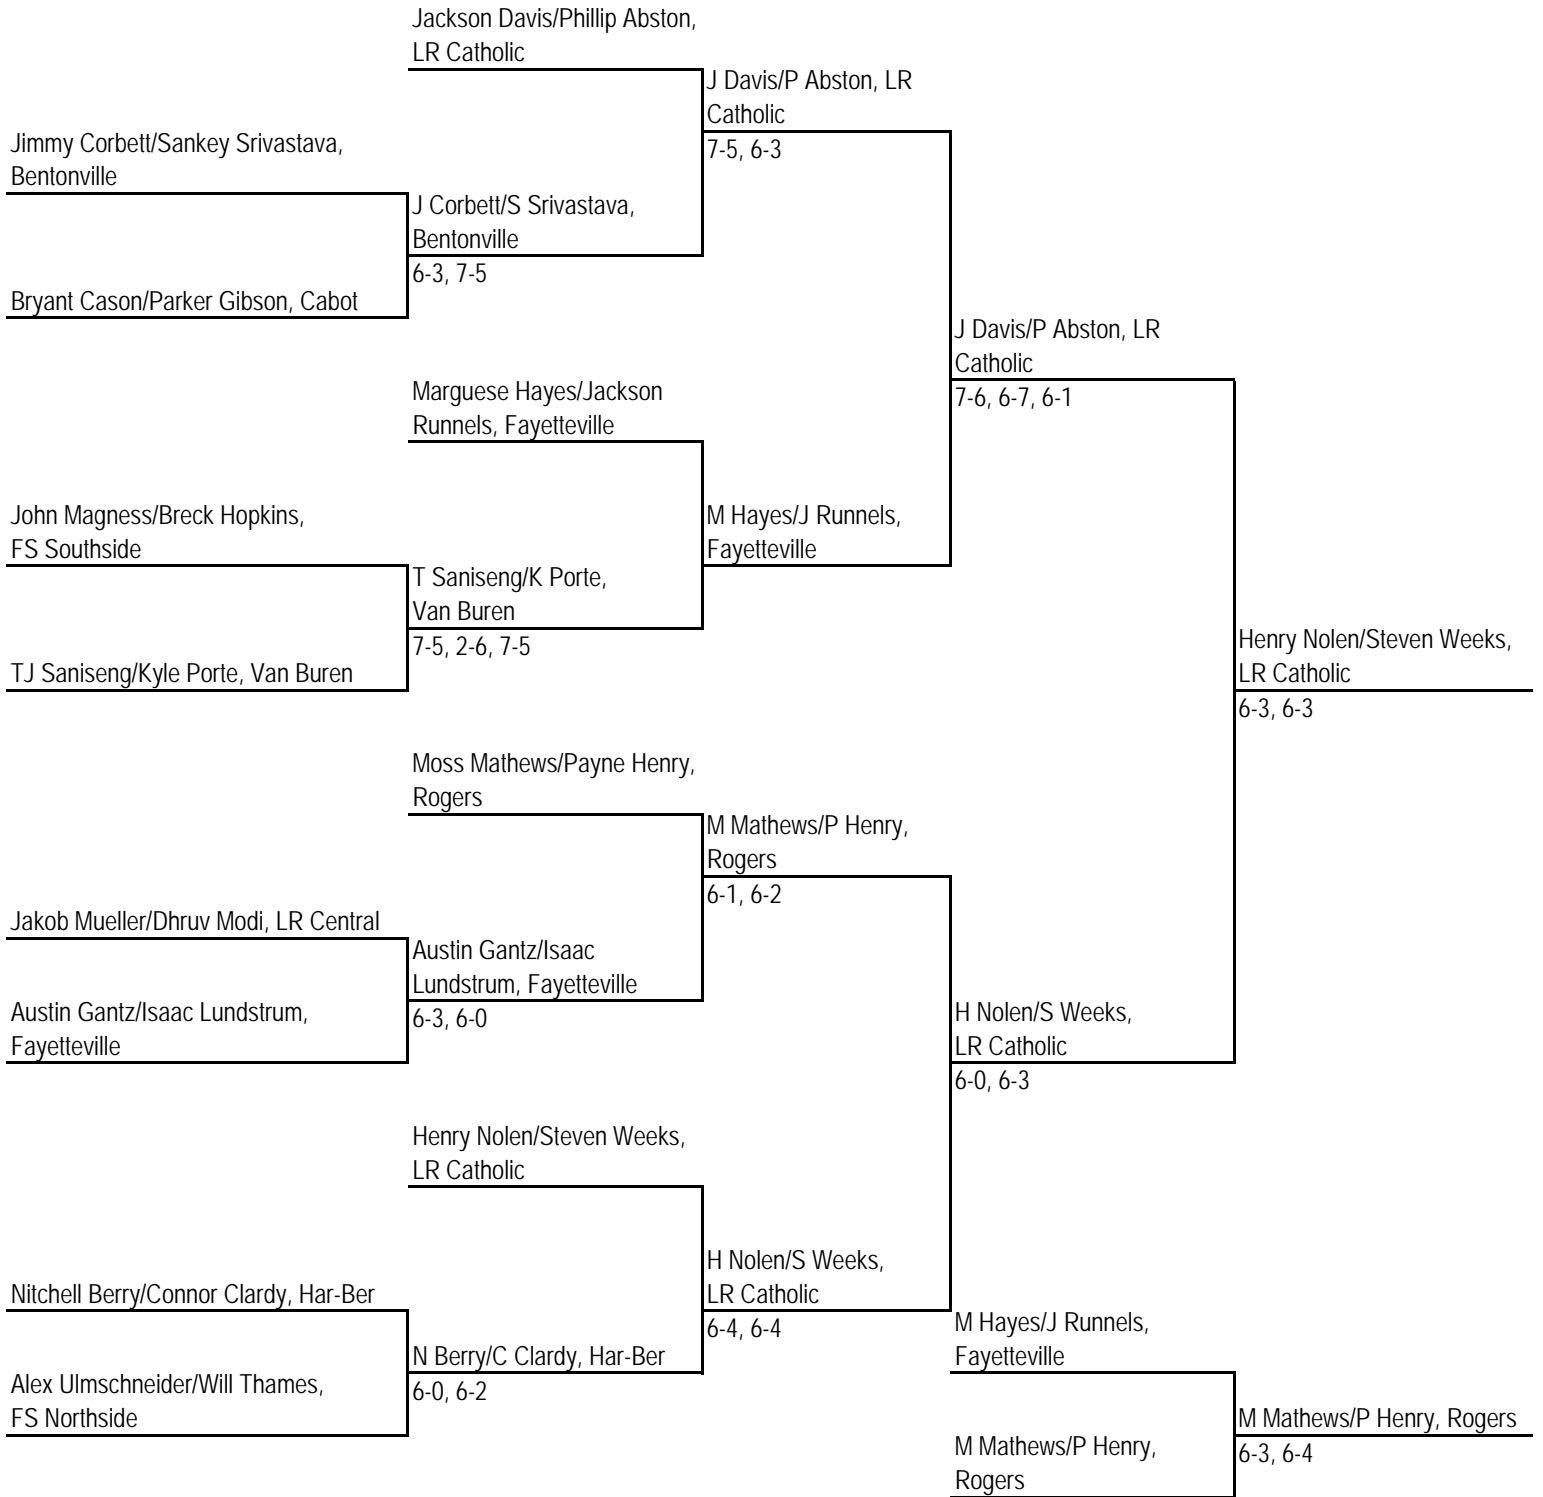 Jackson Davis/Phillip Abston,
LR Catholic
J Davis/P Abston, LR
Catholic
7-5, 6-3
Jimmy Corbett/Sankey Srivastava,
Bentonville
J Corbett/S Srivastava,
Bentonville
6-3, 7-5
Bryant Cason/Parker Gibson, Cabot
J Davis/P Abston, LR
Catholic
7-6, 6-7, 6-1
Marguese Hayes/Jackson
Runnels, Fayetteville
John Magness/Breck Hopkins,
FS Southside
M Hayes/J Runnels,
Fayetteville
T Saniseng/K Porte,
Van Buren
7-5, 2-6, 7-5
TJ Saniseng/Kyle Porte, Van Buren
Henry Nolen/Steven Weeks,
LR Catholic
6-3, 6-3
Moss Mathews/Payne Henry,
Rogers
M Mathews/P Henry,
Rogers
6-1, 6-2
Jakob Mueller/Dhruv Modi, LR Central
Austin Gantz/Isaac
Lundstrum, Fayetteville
6-3, 6-0
Austin Gantz/Isaac Lundstrum,
Fayetteville
H Nolen/S Weeks,
LR Catholic
6-0, 6-3
Henry Nolen/Steven Weeks,
LR Catholic
H Nolen/S Weeks,
LR Catholic
6-4, 6-4
Nitchell Berry/Connor Clardy, Har-Ber
N Berry/C Clardy, Har-Ber
6-0, 6-2
Alex Ulmschneider/Will Thames,
FS Northside
M Hayes/J Runnels,
Fayetteville
M Mathews/P Henry, Rogers
6-3, 6-4
M Mathews/P Henry,
Rogers